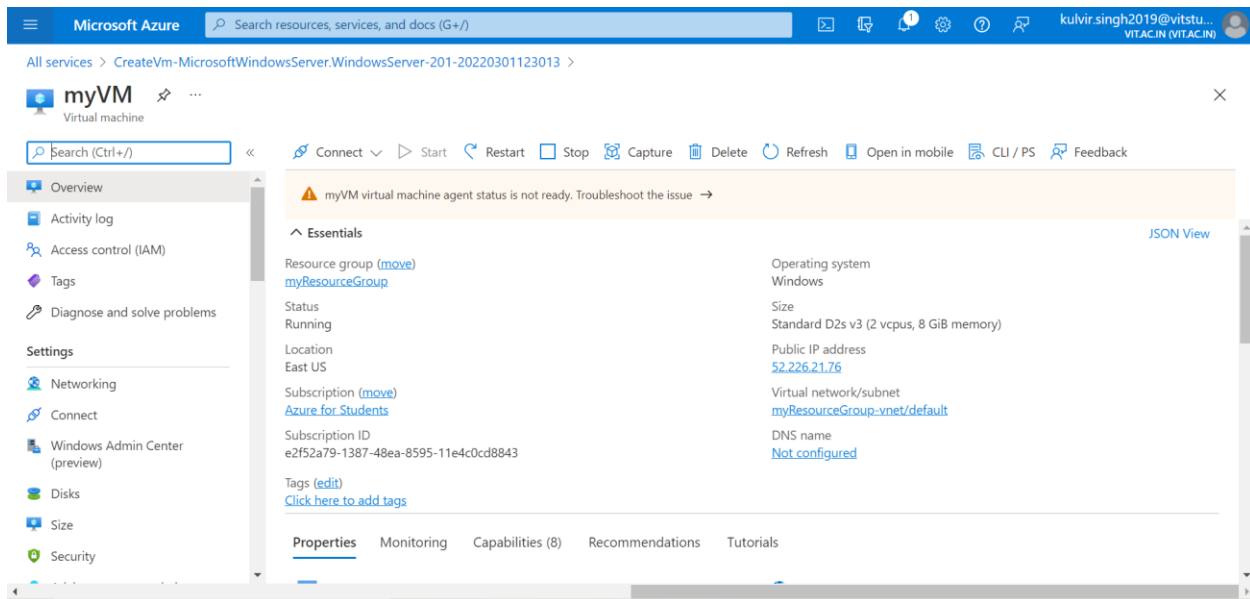 Microsoft Azure
Search resources, services, and docs (G+/)
1
kulvir.singh2019@vitstu...
VIT.AC.IN (VIT.AC.IN)
All services > CreateVm-MicrosoftWindowsServer.WindowsServer-201-20220301123013 >
myVM
Virtual machine
Search (Ctrl+/)
Connect
Start
Restart
Stop
Capture
Delete
Refresh
Open in mobile
CLI / PS
Feedback
Overview
Activity log
Access control (IAM)
Tags
Diagnose and solve problems
Settings
Networking
Connect
Windows Admin Center
(preview)
Disks
Size
Security
myVM virtual machine agent status is not ready. Troubleshoot the issue →
Essentials
JSON View
Resource group (move)
myResourceGroup
Status
Running
Location
East US
Subscription (move)
Azure for Students
Subscription ID
e2f52a79-1387-48ea-8595-11e4c0cd8843
Tags (edit)
Click here to add tags
Operating system
Windows
Size
Standard D2s v3 (2 vcpus, 8 GiB memory)
Public IP address
52.226.21.76
Virtual network/subnet
myResourceGroup-vnet/default
DNS name
Not configured
Properties
Monitoring
Capabilities (8)
Recommendations
Tutorials